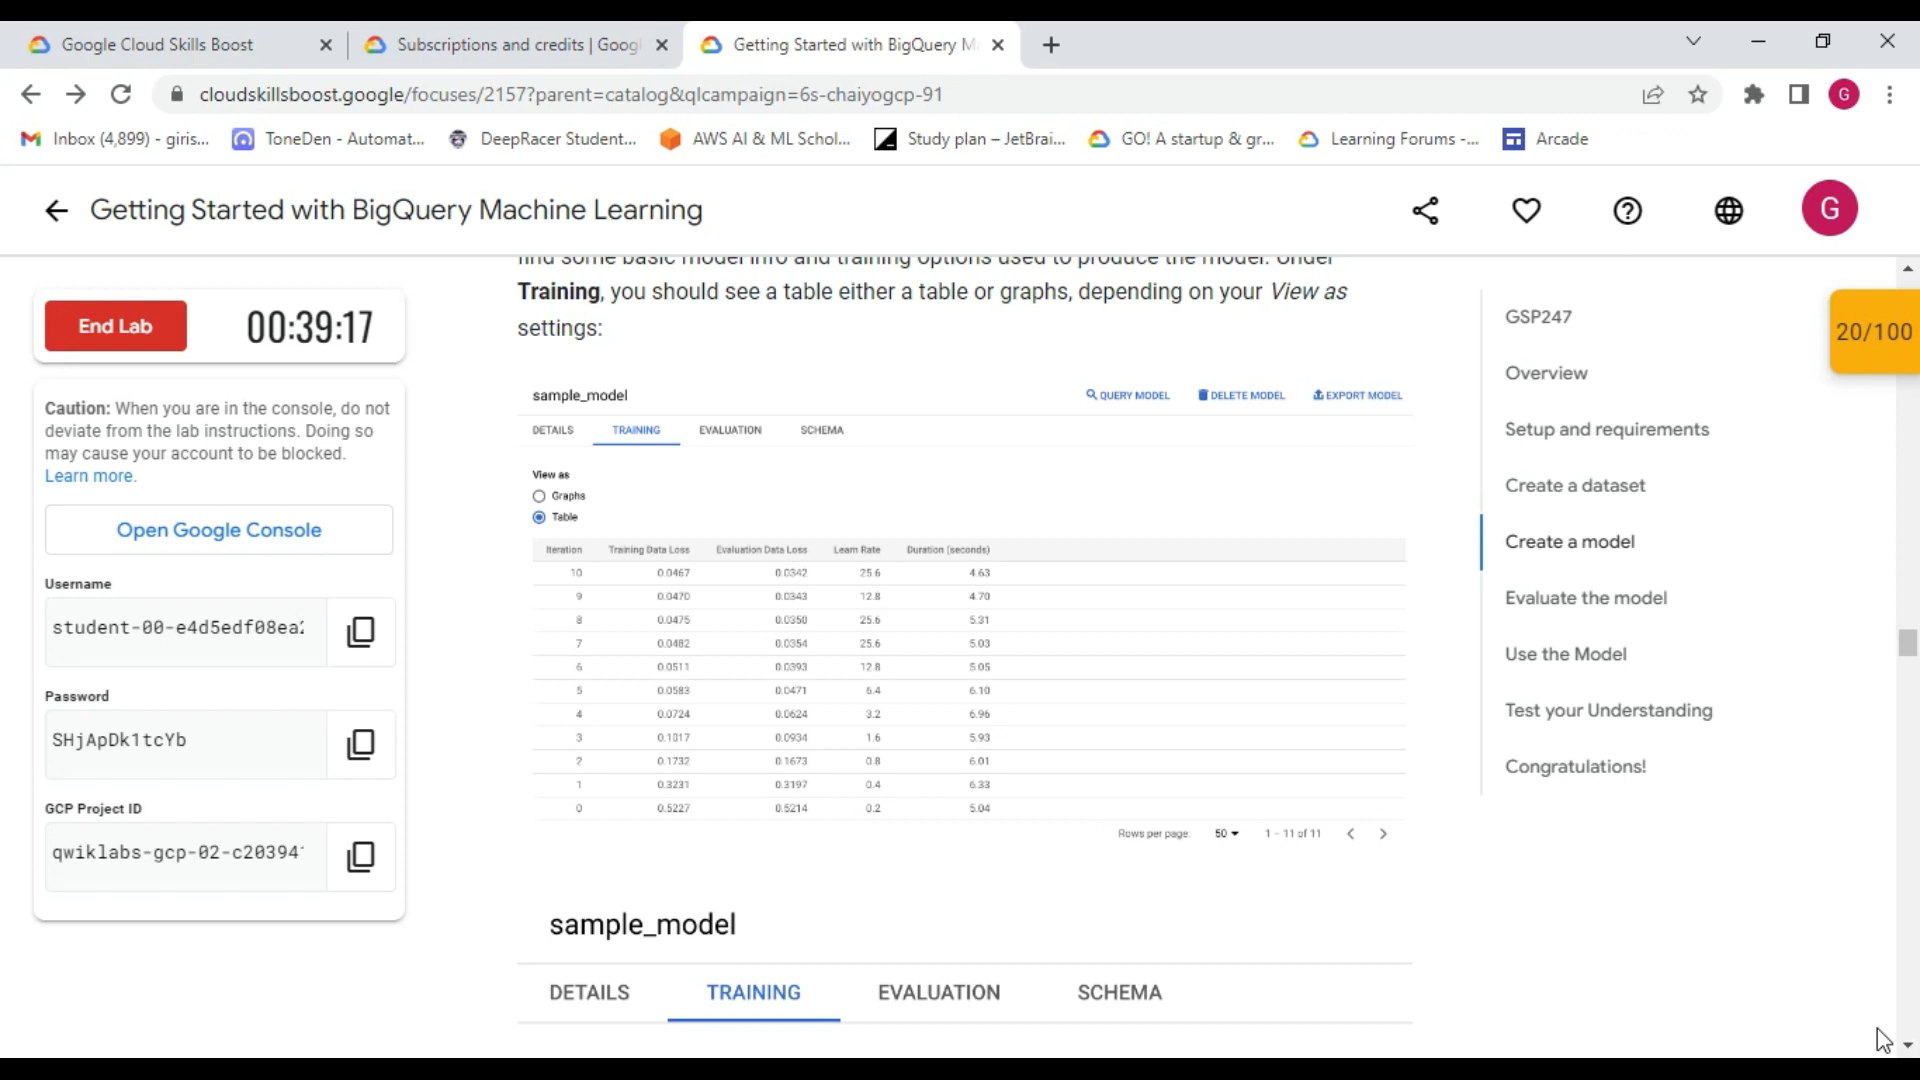 Google Cloud Skills Boost
Subscriptions and credits | Goog
Getting Started with BigQuery M
cloudskillsboost.google/focuses/2157?parent=catalog&qlcampaign=6s-chaiyogcp-91
G
Inbox (4,899) - giris...
ToneDen - Automat...
DeepRacer Student...
AWS AI & ML Schol...
Study plan – JetBrai...
GO! A startup & gr...
Learning Forums -...
Arcade
Getting Started with BigQuery Machine Learning
G
End Lab
00:39:17
Caution: When you are in the console, do not
deviate from the lab instructions. Doing so
may cause your account to be blocked.
Learn more.
Open Google Console
Username
student-00-e4d5edf08ea
Password
SHjApDk1tcYb
GCP Project ID
qwiklabs-gcp-02-c20394
find some basic model info and training options used to produce the model. Under
Training, you should see a table either a table or graphs, depending on your View as
settings:
sample_model
QUERY MODEL
DELETE MODEL
EXPORT MODEL
DETAILS TRAINING EVALUATION SCHEMA
View as
Graphs
Table
Iteration Training Data Loss Evaluation Data Loss Learn Rate Duration (seconds)
10 0.0467 0.0342 25.6 4.63
9 0.0470 0.0343 12.8 4.70
8 0.0475 0.0350 25.6 5.31
7 0.0482 0.0354 25.6 5.03
6 0.0511 0.0393 12.8 5.05
5 0.0583 0.0471 6.4 6.10
4 0.0724 0.0624 3.2 6.96
3 0.1017 0.0934 1.6 5.93
2 0.1732 0.1673 0.8 6.01
1 0.3231 0.3197 0.4 6.33
0 0.5227 0.5214 0.2 5.04
Rows per page: 50 1 – 11 of 11
sample_model
DETAILS TRAINING EVALUATION SCHEMA
GSP247
Overview
Setup and requirements
Create a dataset
Create a model
Evaluate the model
Use the Model
Test your Understanding
Congratulations!
20/100